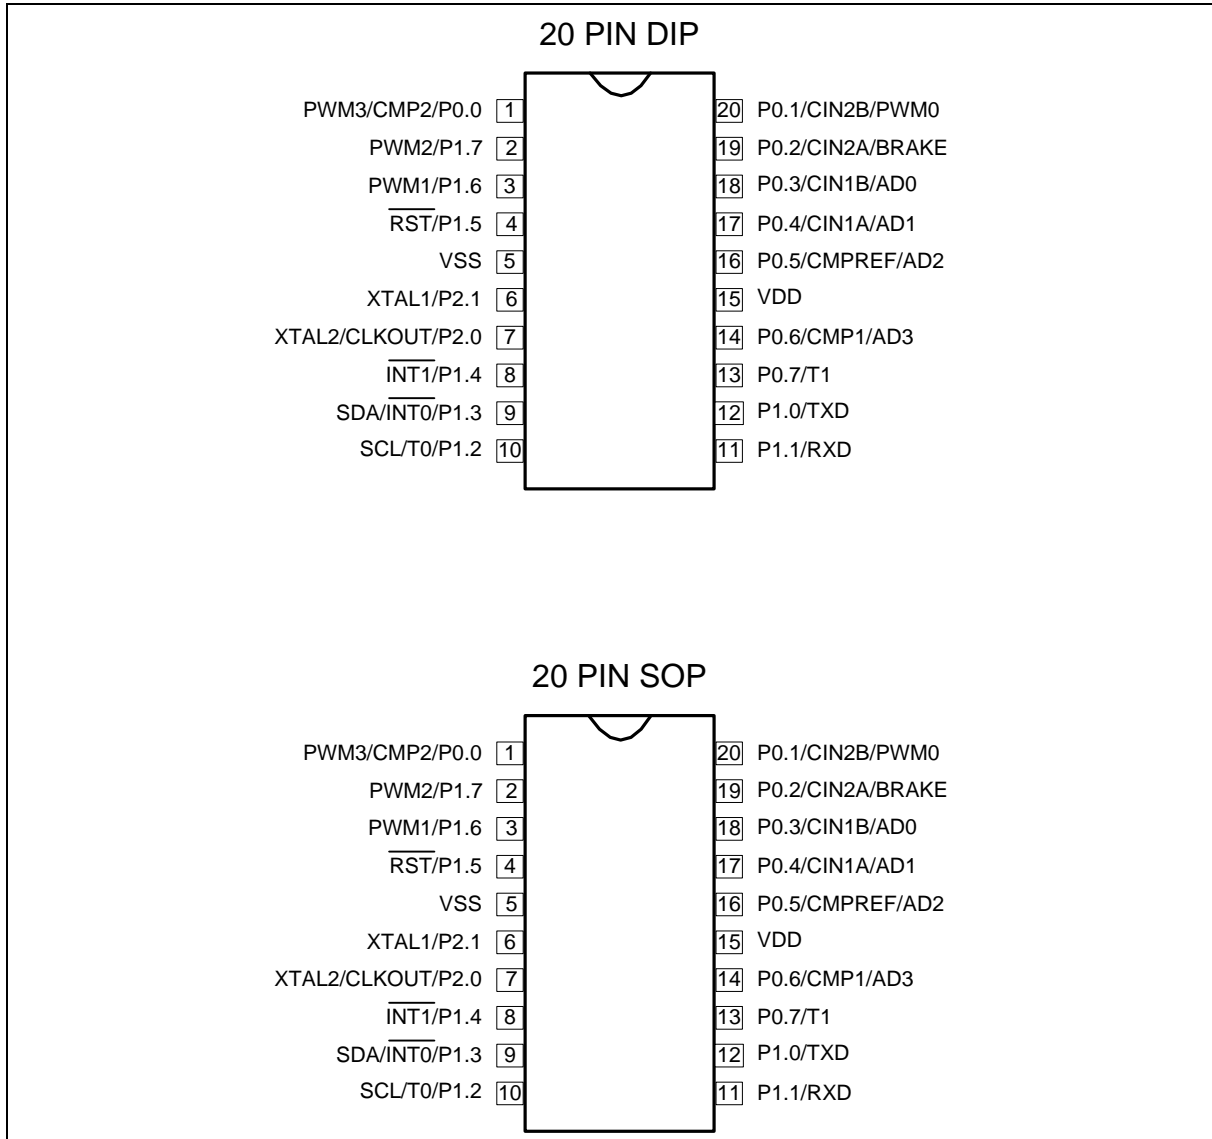 20 PIN DIP
PWM3/CMP2/P0.0 1 20 P0.1/CIN2B/PWM0
PWM2/P1.7 2 19 P0.2/CIN2A/BRAKE
PWM1/P1.6 3 18 P0.3/CIN1B/AD0
RST/P1.5 4 17 P0.4/CIN1A/AD1
VSS 5 16 P0.5/CMPREF/AD2
XTAL1/P2.1 6 15 VDD
XTAL2/CLKOUT/P2.0 7 14 P0.6/CMP1/AD3
INT1/P1.4 8 13 P0.7/T1
SDA/INT0/P1.3 9 12 P1.0/TXD
SCL/T0/P1.2 10 11 P1.1/RXD
20 PIN SOP
PWM3/CMP2/P0.0 1 20 P0.1/CIN2B/PWM0
PWM2/P1.7 2 19 P0.2/CIN2A/BRAKE
PWM1/P1.6 3 18 P0.3/CIN1B/AD0
RST/P1.5 4 17 P0.4/CIN1A/AD1
VSS 5 16 P0.5/CMPREF/AD2
XTAL1/P2.1 6 15 VDD
XTAL2/CLKOUT/P2.0 7 14 P0.6/CMP1/AD3
INT1/P1.4 8 13 P0.7/T1
SDA/INT0/P1.3 9 12 P1.0/TXD
SCL/T0/P1.2 10 11 P1.1/RXD